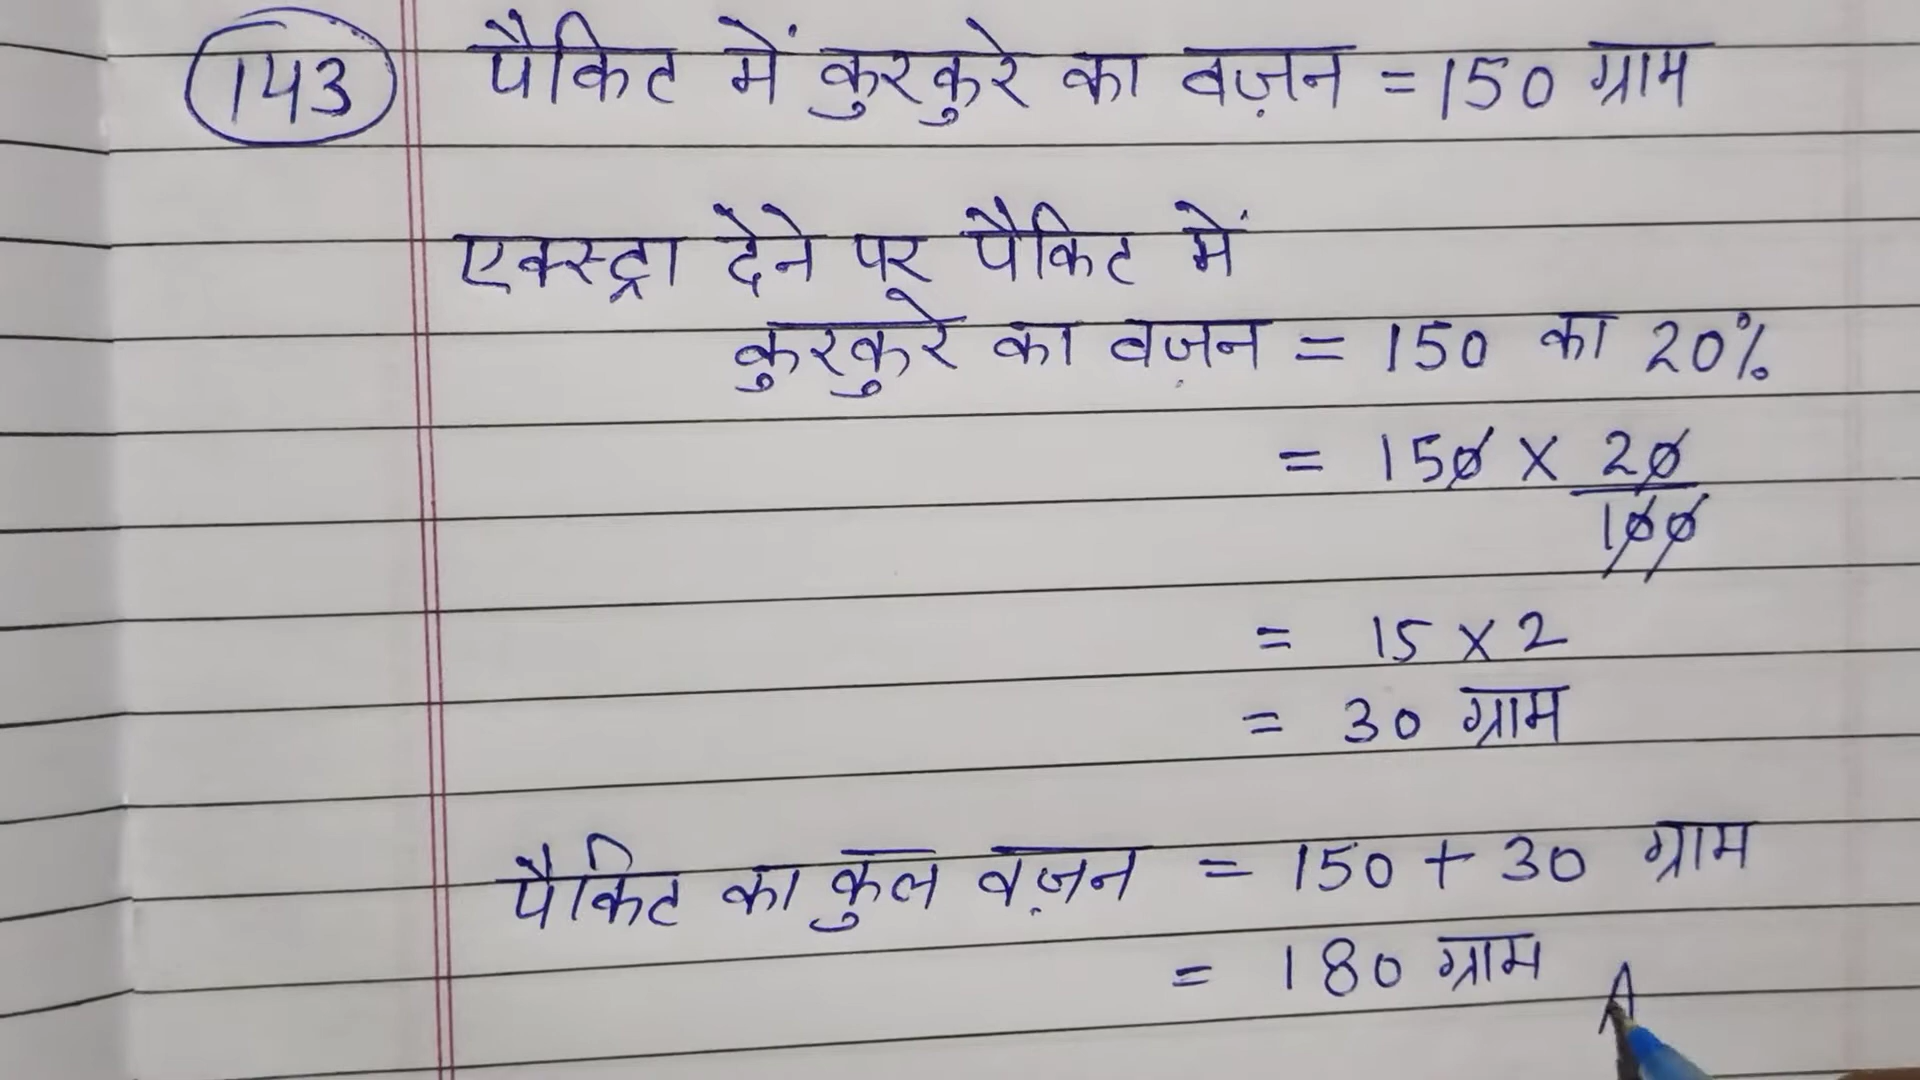 143 पैकिट में कुरकुरे का वज़न = 150 ग्राम
एक्स्ट्रा देने पर पैकिट में
कुरकुरे का वज़न = 150 का 20%
= 150 × 20/100
= 15 × 2
= 30 ग्राम
पैकिट का कुल वज़न = 150 + 30 ग्राम
= 180 ग्राम A